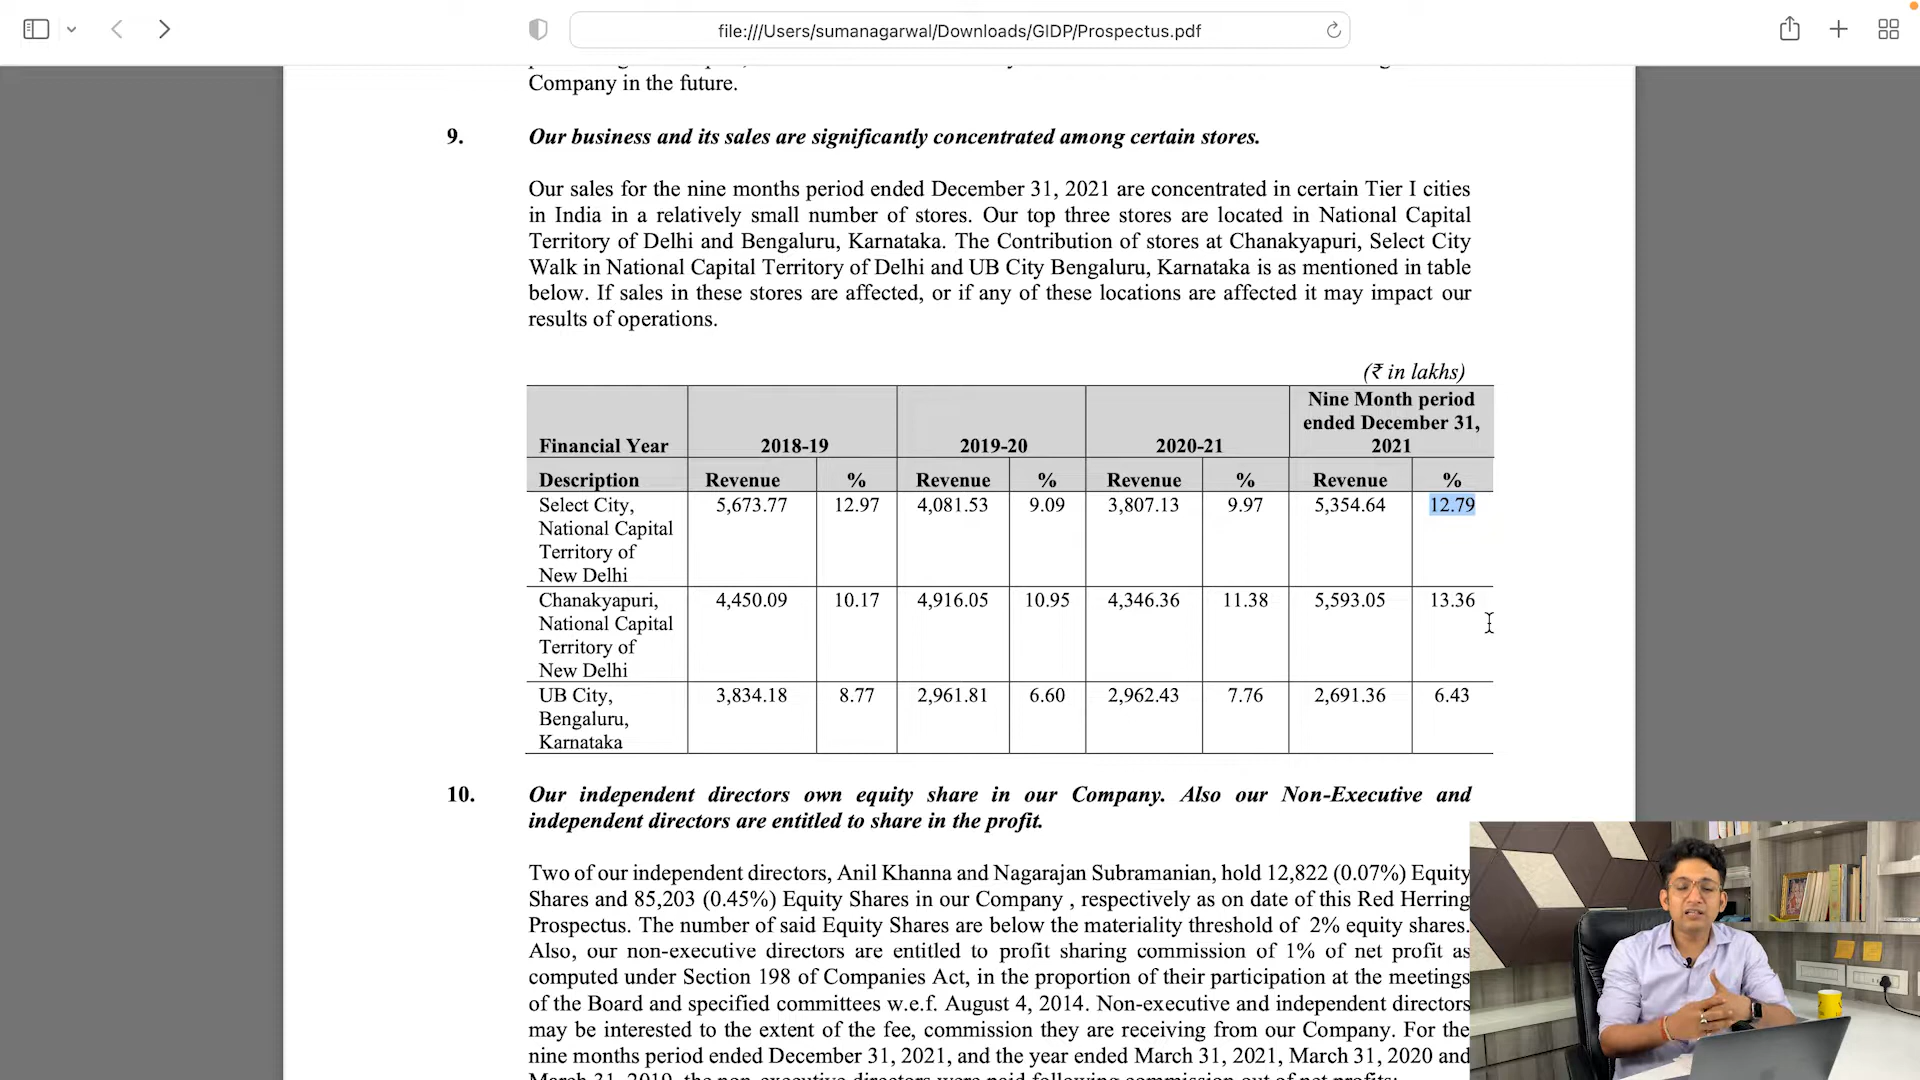 file:///Users/sumanagarwal/Downloads/GIDP/Prospectus.pdf
Company in the future.
9. Our business and its sales are significantly concentrated among certain stores.
Our sales for the nine months period ended December 31, 2021 are concentrated in certain Tier I cities
in India in a relatively small number of stores. Our top three stores are located in National Capital
Territory of Delhi and Bengaluru, Karnataka. The Contribution of stores at Chanakyapuri, Select City
Walk in National Capital Territory of Delhi and UB City Bengaluru, Karnataka is as mentioned in table
below. If sales in these stores are affected, or if any of these locations are affected it may impact our
results of operations.
(₹ in lakhs)
Financial Year 2018-19 2019-20 2020-21 Nine Month period
ended December 31,
2021
Description Revenue % Revenue % Revenue % Revenue %
Select City, 5,673.77 12.97 4,081.53 9.09 3,807.13 9.97 5,354.64 12.79
National Capital
Territory of
New Delhi
Chanakyapuri, 4,450.09 10.17 4,916.05 10.95 4,346.36 11.38 5,593.05 13.36
National Capital
Territory of
New Delhi
UB City, 3,834.18 8.77 2,961.81 6.60 2,962.43 7.76 2,691.36 6.43
Bengaluru,
Karnataka
10. Our independent directors own equity share in our Company. Also our Non-Executive and
independent directors are entitled to share in the profit.
Two of our independent directors, Anil Khanna and Nagarajan Subramanian, hold 12,822 (0.07%) Equity
Shares and 85,203 (0.45%) Equity Shares in our Company , respectively as on date of this Red Herring
Prospectus. The number of said Equity Shares are below the materiality threshold of 2% equity shares.
Also, our non-executive directors are entitled to profit sharing commission of 1% of net profit as
computed under Section 198 of Companies Act, in the proportion of their participation at the meetings
of the Board and specified committees w.e.f. August 4, 2014. Non-executive and independent directors
may be interested to the extent of the fee, commission they are receiving from our Company. For the
nine months period ended December 31, 2021, and the year ended March 31, 2021, March 31, 2020 and